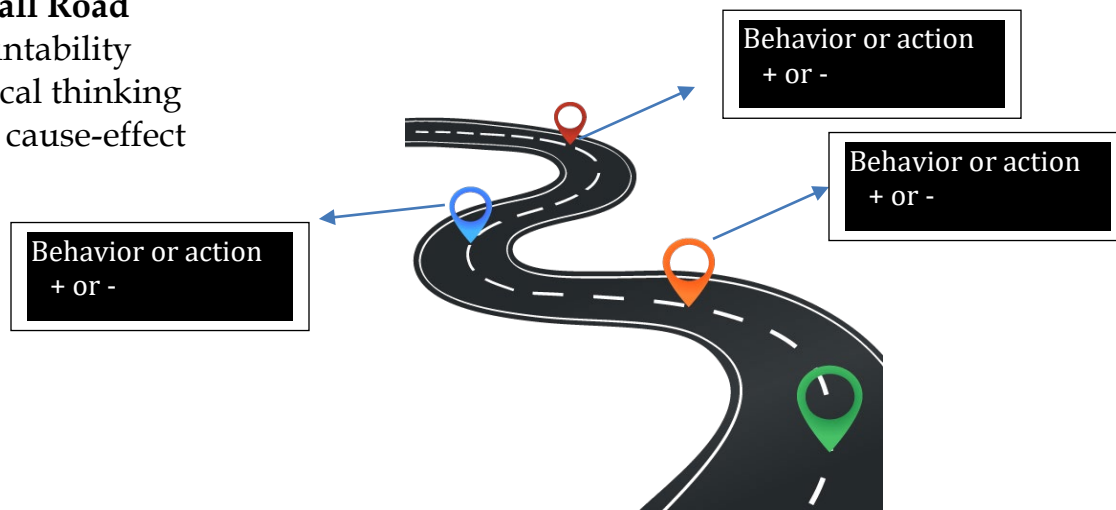 all Road
ntability
cal thinking
cause-effect
Behavior or action
+ or -
Behavior or action
+ or -
Behavior or action
+ or -